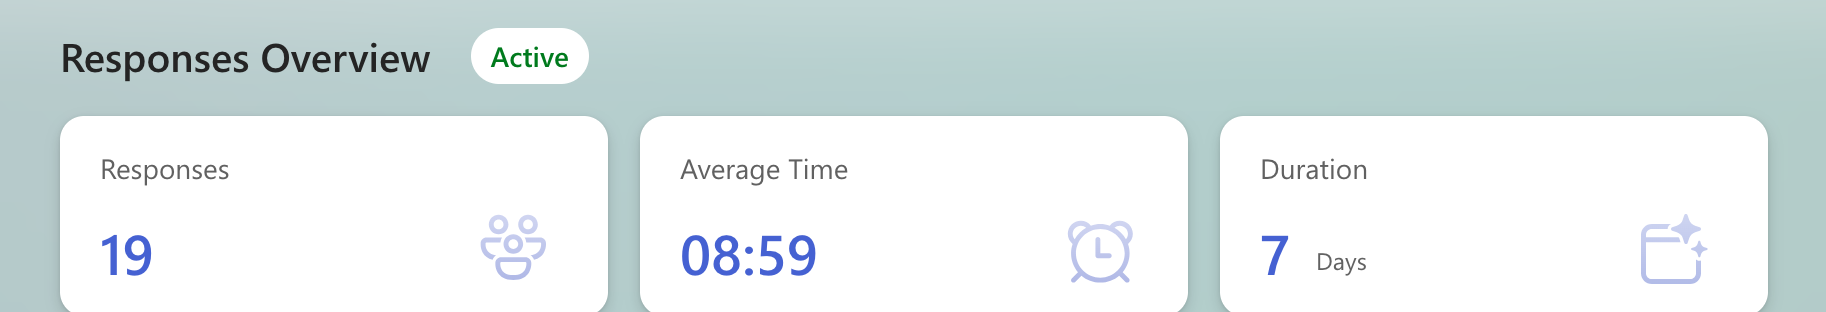 Responses Overview Active
Responses
19
Average Time
08:59
Duration
7 Days